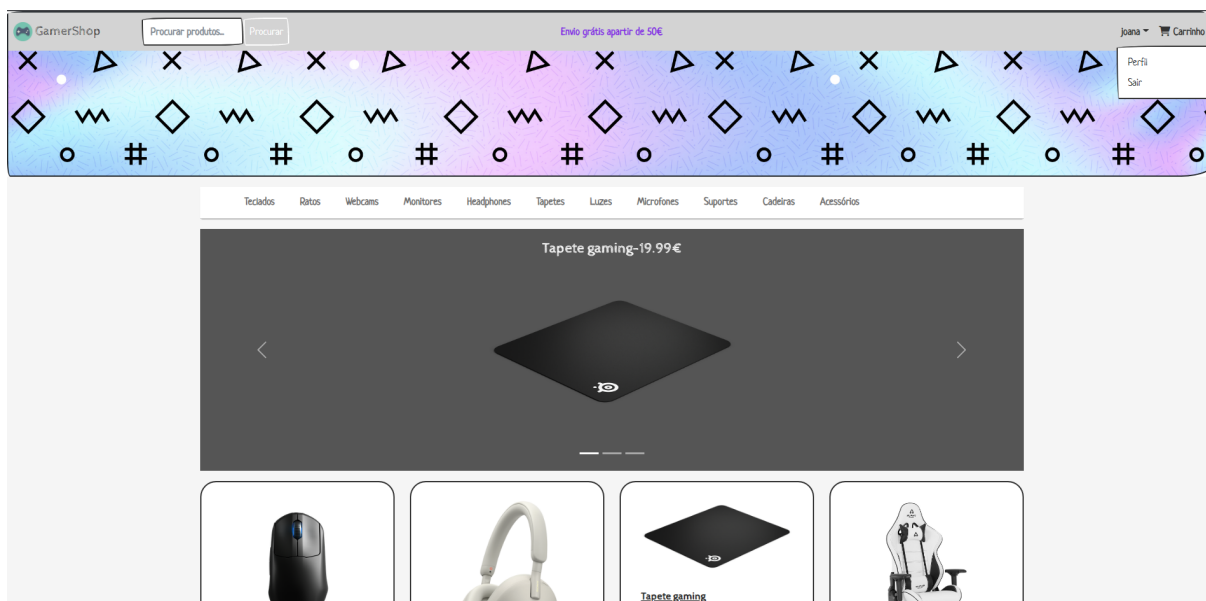 GamerShop
Procurar produtos...
Procurar
Envio grátis apartir de 50€
joana
Carrinho
Perfil
Sair
Teclados Ratos Webcams Monitores Headphones Tapetes Luzes Microfones Suportes Cadeiras Acessórios
Tapete gaming-19.99€
Tapete gaming